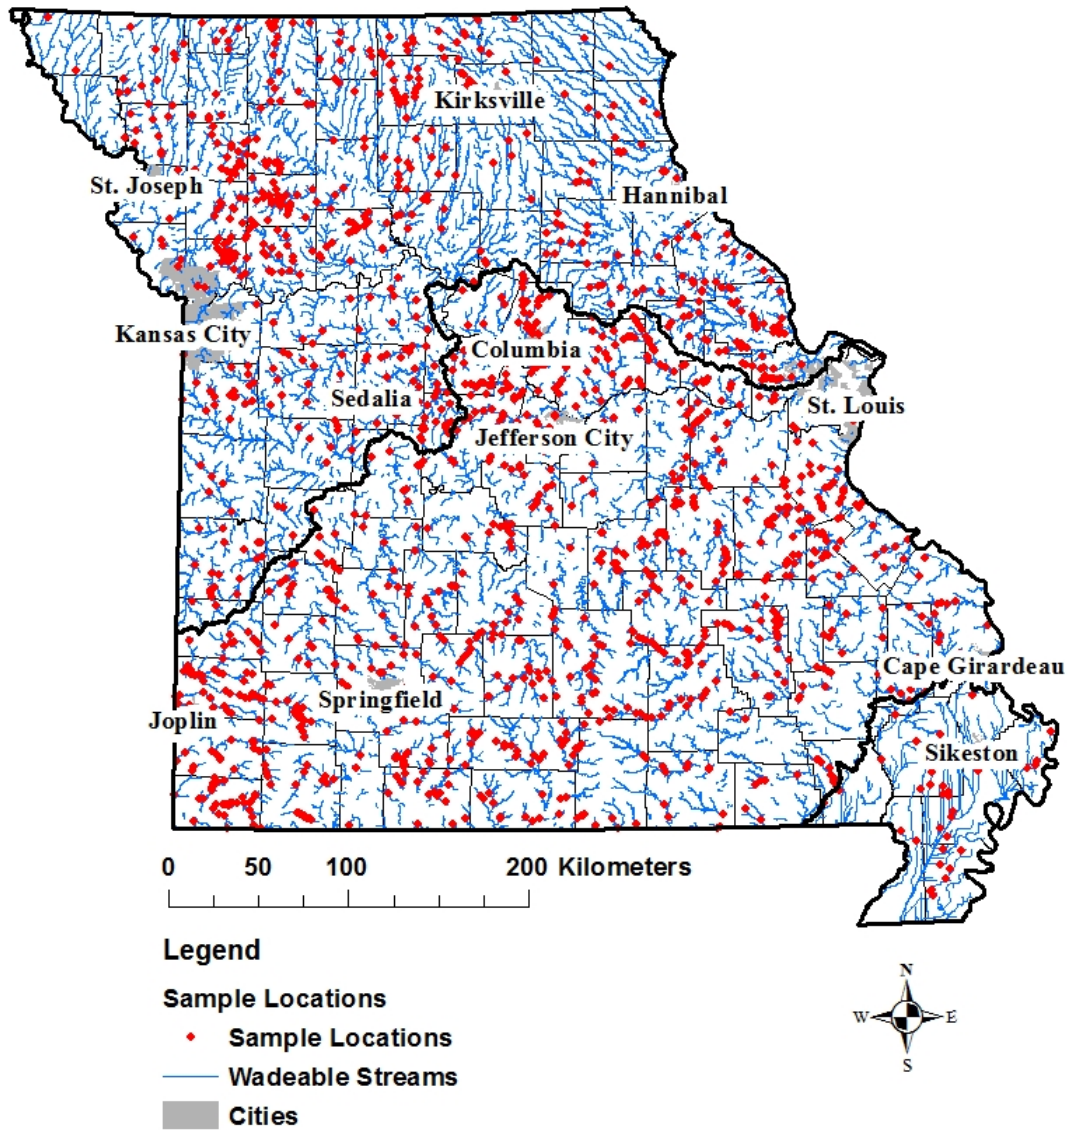 Kirksville
St. Joseph
Hannibal
Kansas City
Columbia
Sedalia
St. Louis
Jefferson City
Cape Girardeau
Springfield
Joplin
Sikeston
0 50 100 200 Kilometers
Legend
Sample Locations
Sample Locations
Wadeable Streams
Cities
N
W E
S